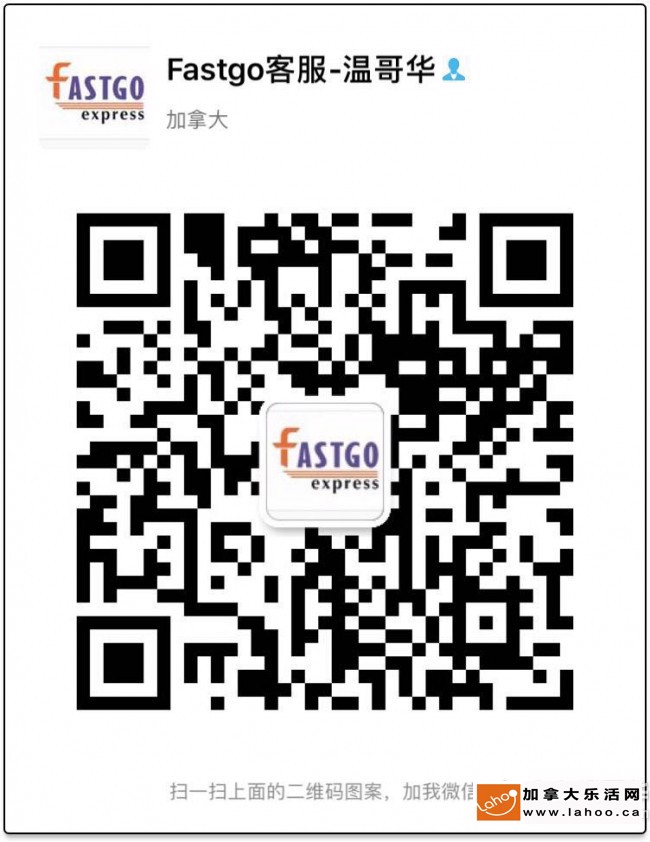 FASTGO
express
Fastgo客服-温哥华
加拿大
FASTGO
express
扫一扫上面的二维码图案，加我微信
Lahoo
加拿大乐活网
www.lahoo.ca